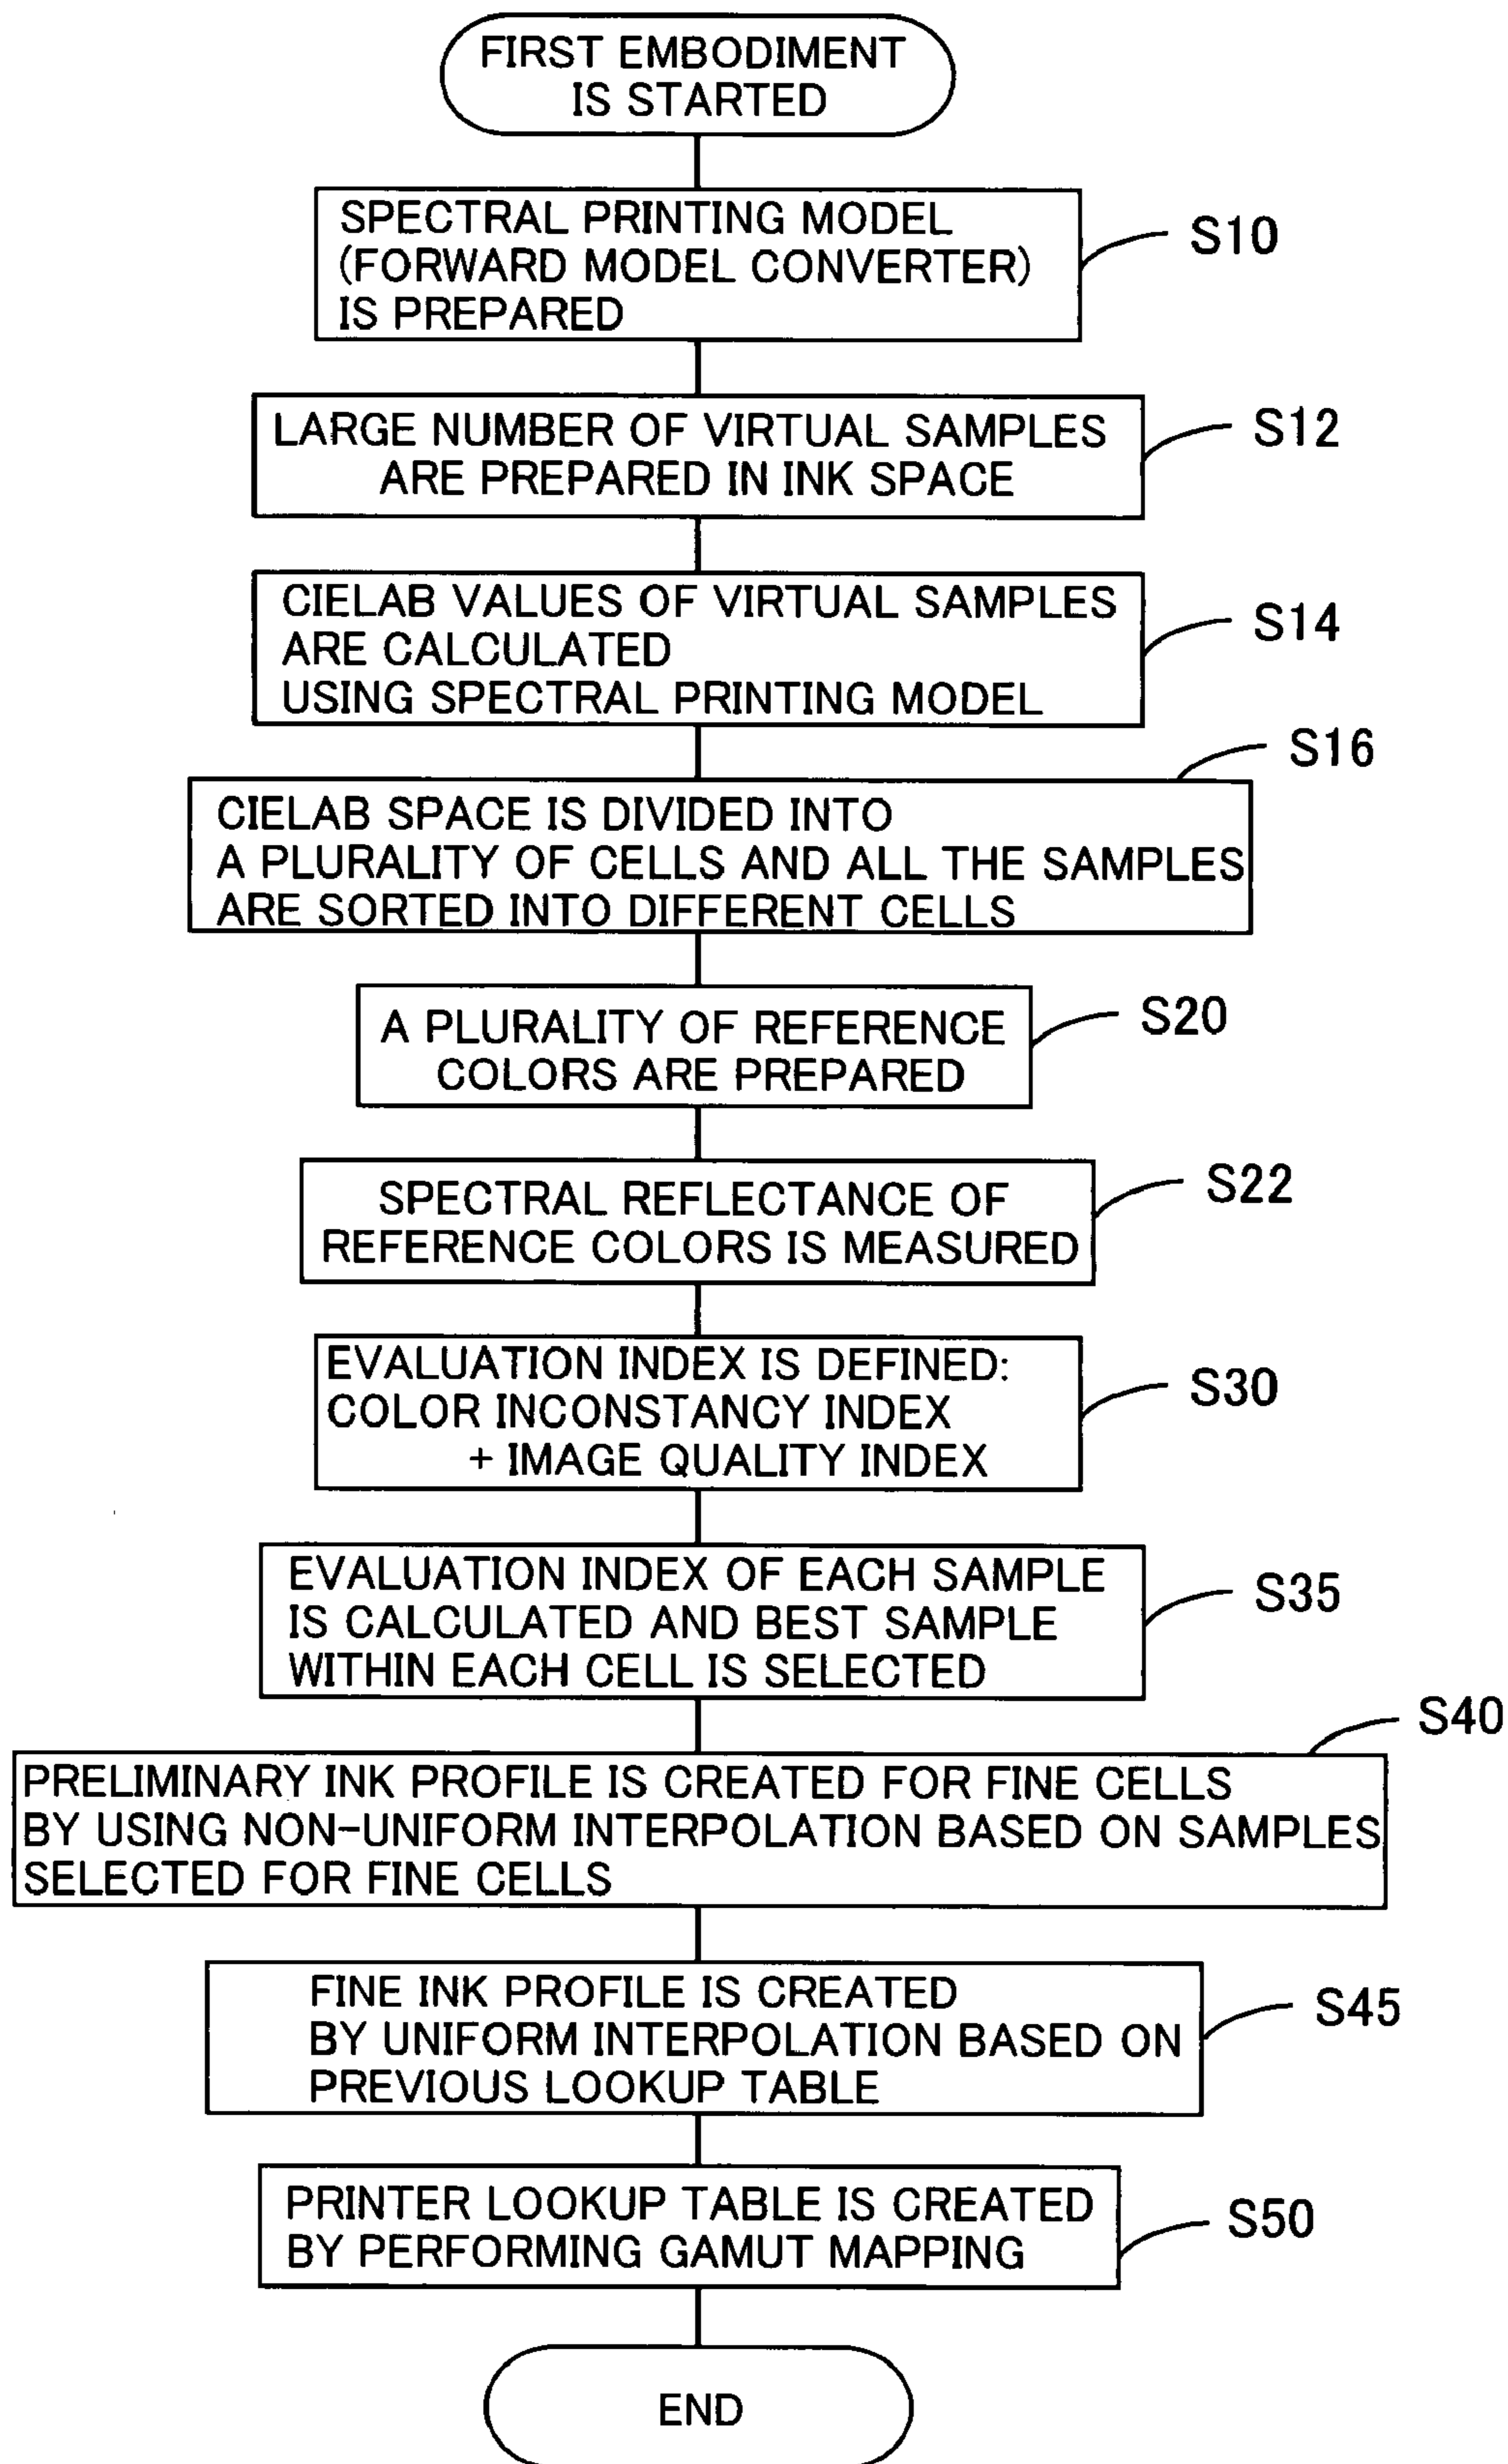 FIRST EMBODIMENT
IS STARTED
SPECTRAL PRINTING MODEL
(FORWARD MODEL CONVERTER)
IS PREPARED
S10
LARGE NUMBER OF VIRTUAL SAMPLES
ARE PREPARED IN INK SPACE
S12
CIELAB VALUES OF VIRTUAL SAMPLES
ARE CALCULATED
USING SPECTRAL PRINTING MODEL
S14
S16
CIELAB SPACE IS DIVIDED INTO
A PLURALITY OF CELLS AND ALL THE SAMPLES
ARE SORTED INTO DIFFERENT CELLS
A PLURALITY OF REFERENCE
COLORS ARE PREPARED
S20
SPECTRAL REFLECTANCE OF
REFERENCE COLORS IS MEASURED
S22
EVALUATION INDEX IS DEFINED:
COLOR INCONSTANCY INDEX
+ IMAGE QUALITY INDEX
S30
EVALUATION INDEX OF EACH SAMPLE
IS CALCULATED AND BEST SAMPLE
WITHIN EACH CELL IS SELECTED
S35
S40
PRELIMINARY INK PROFILE IS CREATED FOR FINE CELLS
BY USING NON-UNIFORM INTERPOLATION BASED ON SAMPLES
SELECTED FOR FINE CELLS
FINE INK PROFILE IS CREATED
BY UNIFORM INTERPOLATION BASED ON
PREVIOUS LOOKUP TABLE
S45
PRINTER LOOKUP TABLE IS CREATED
BY PERFORMING GAMUT MAPPING
S50
END